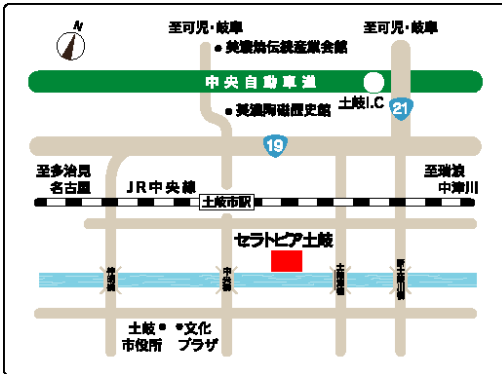 N
至可児・岐阜
至可児・岐阜
美濃焼伝統産業会館
中央自動車道
土岐I.C
21
美濃陶磁歴史館
19
至多治見
名古屋
JR中央線
至瑞浪
中津川
土岐市駅
セラトピア土岐
中央橋
土岐
市役所
文化
プラザ